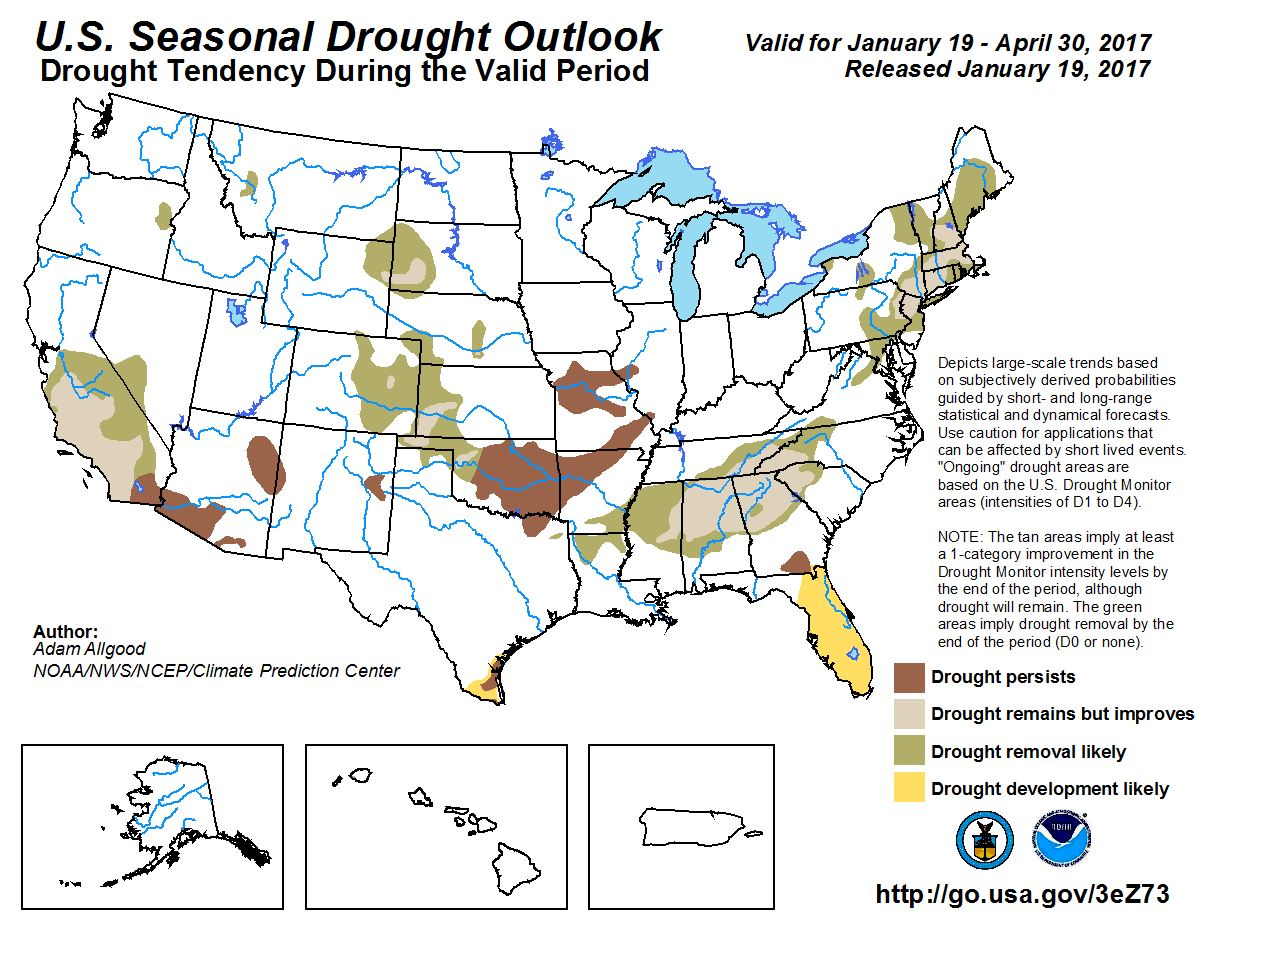 U.S. Seasonal Drought Outlook
Drought Tendency During the Valid Period
Valid for January 19 - April 30, 2017
Released January 19, 2017
Depicts large-scale trends based
on subjectively derived probabilities
guided by short- and long-range
statistical and dynamical forecasts.
Use caution for applications that
can be affected by short lived events.
"Ongoing" drought areas are
based on the U.S. Drought Monitor
areas (intensities of D1 to D4).
NOTE: The tan areas imply at least
a 1-category improvement in the
Drought Monitor intensity levels by
the end of the period, although
drought will remain. The green
areas imply drought removal by the
end of the period (D0 or none).
Author:
Adam Allgood
NOAA/NWS/NCEP/Climate Prediction Center
Drought persists
Drought remains but improves
Drought removal likely
Drought development likely
http://go.usa.gov/3eZ73